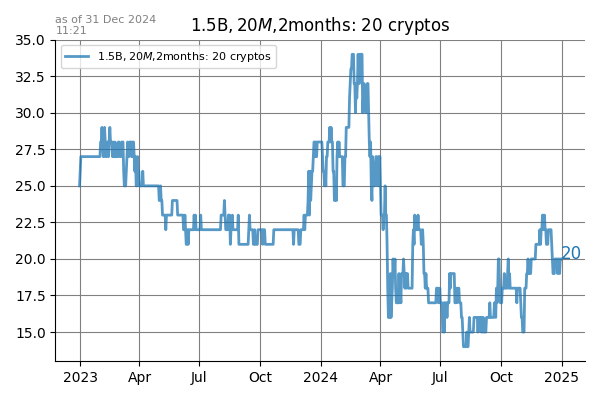 as of 31 Dec 2024
11:21
1.5B, 20M,2months: 20 cryptos
1.5B, 20M,2months: 20 cryptos
35.0
32.5
30.0
27.5
25.0
22.5
20.0
17.5
15.0
20
2023 Apr Jul Oct 2024 Apr Jul Oct 2025